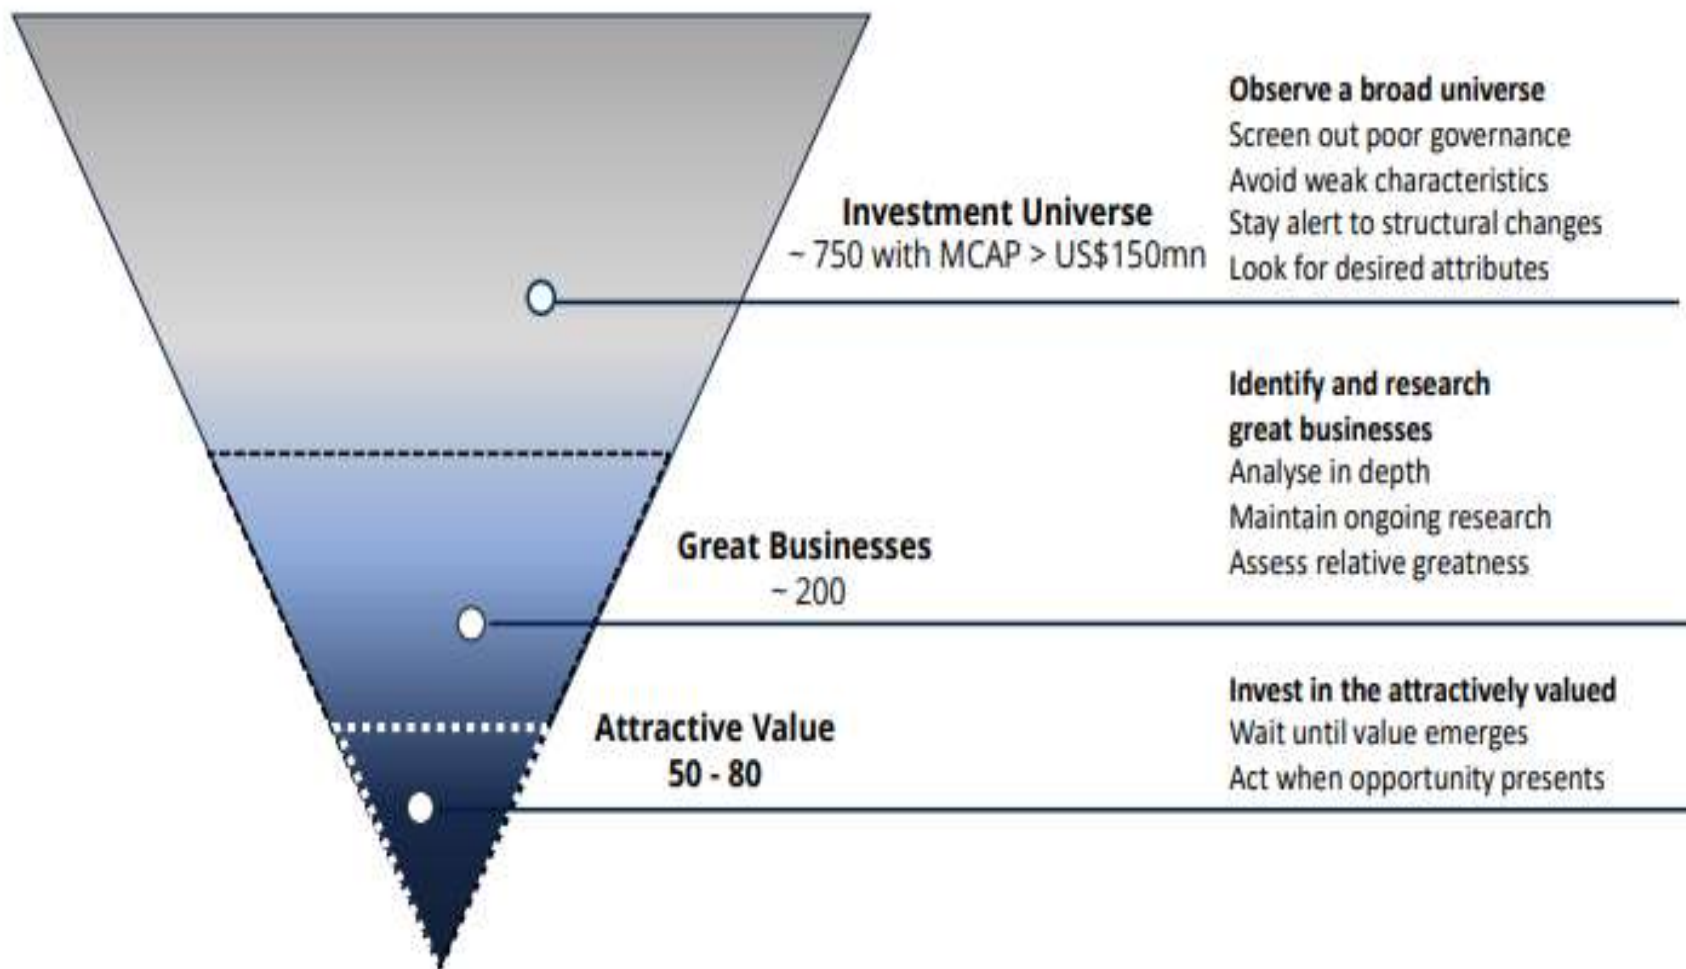 Observe a broad universe
Screen out poor governance
Avoid weak characteristics
Stay alert to structural changes
Look for desired attributes
Investment Universe
~ 750 with MCAP > US$150mn
Identify and research
great businesses
Analyse in depth
Maintain ongoing research
Assess relative greatness
Great Businesses
~ 200
Invest in the attractively valued
Wait until value emerges
Act when opportunity presents
Attractive Value
50 - 80